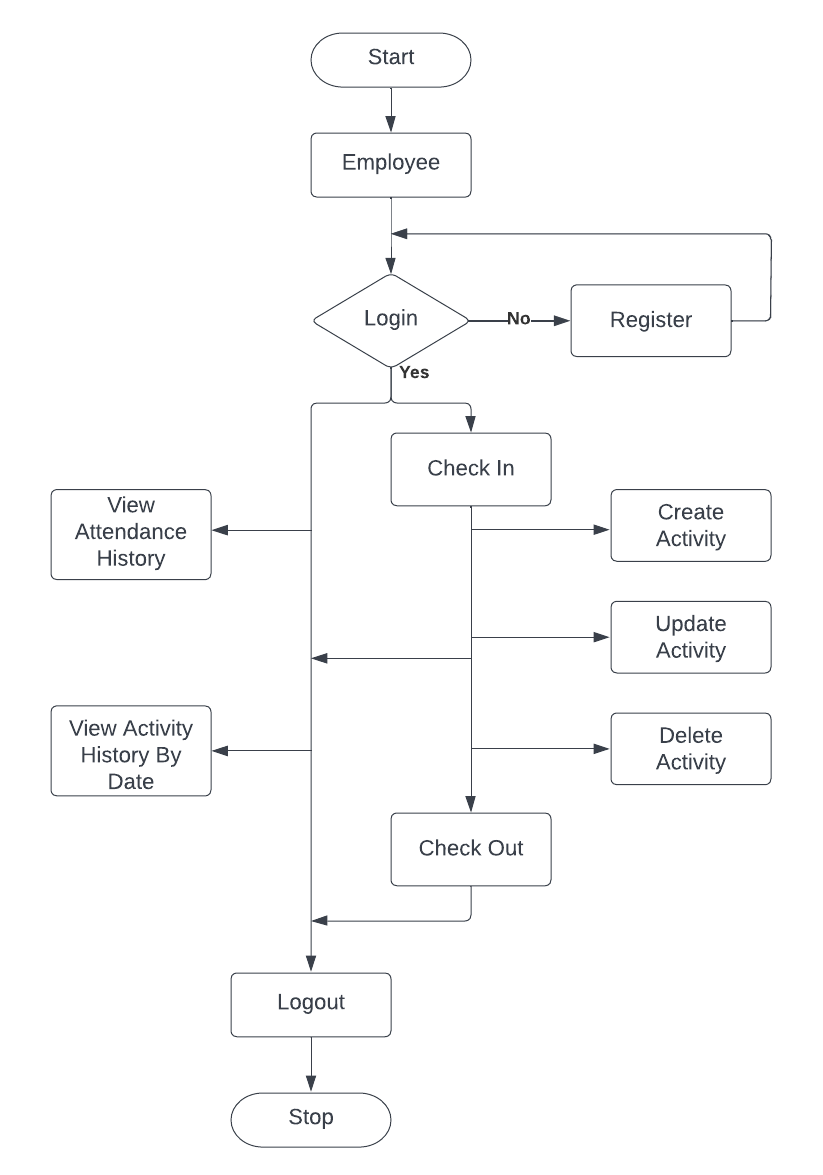 Start
Employee
Login
No
Register
Yes
Check In
View
Attendance
History
Create
Activity
Update
Activity
View Activity
History By
Date
Delete
Activity
Check Out
Logout
Stop